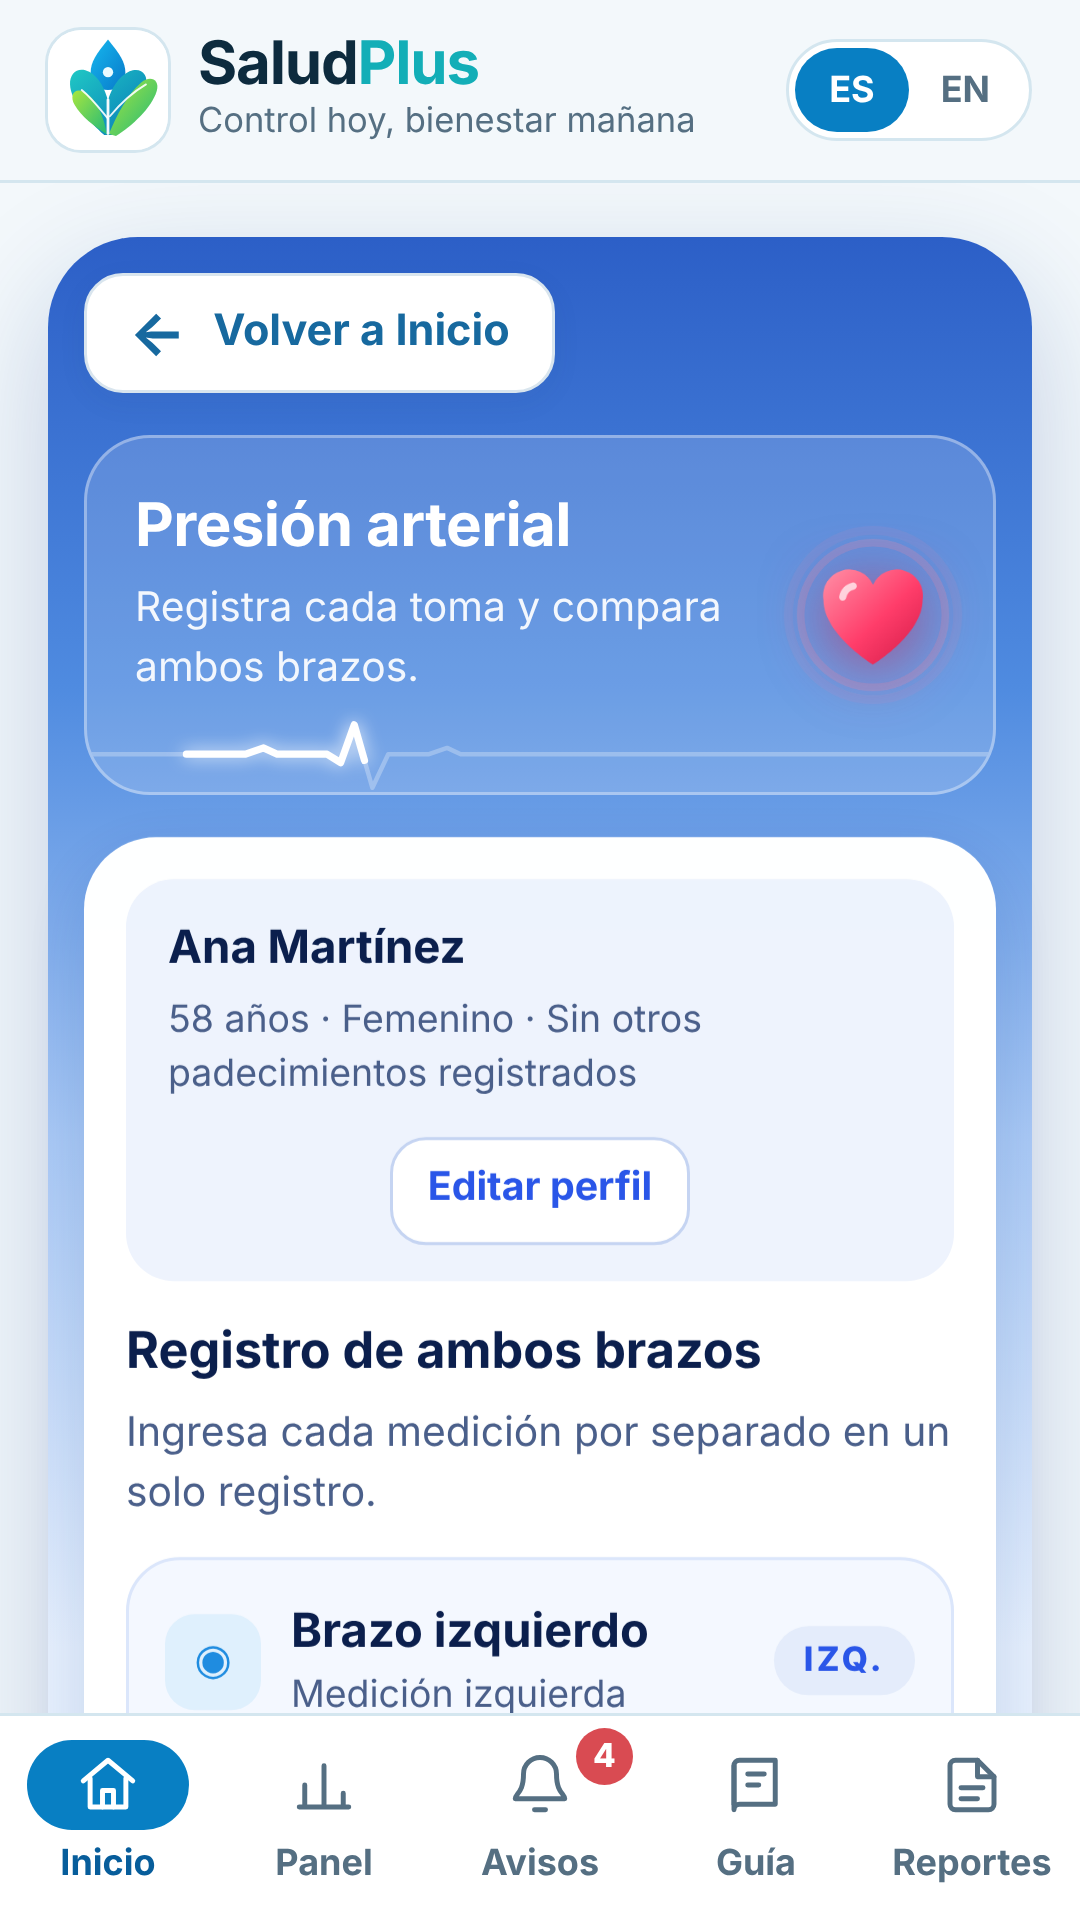 SaludPlus
Control hoy, bienestar mañana
ES EN
Volver a Inicio
Presión arterial
Registra cada toma y compara
ambos brazos.
Ana Martínez
58 años · Femenino · Sin otros
padecimientos registrados
Editar perfil
Registro de ambos brazos
Ingresa cada medición por separado en un
solo registro.
Brazo izquierdo
IZQ.
Medición izquierda
4
Inicio Panel Avisos Guía Reportes